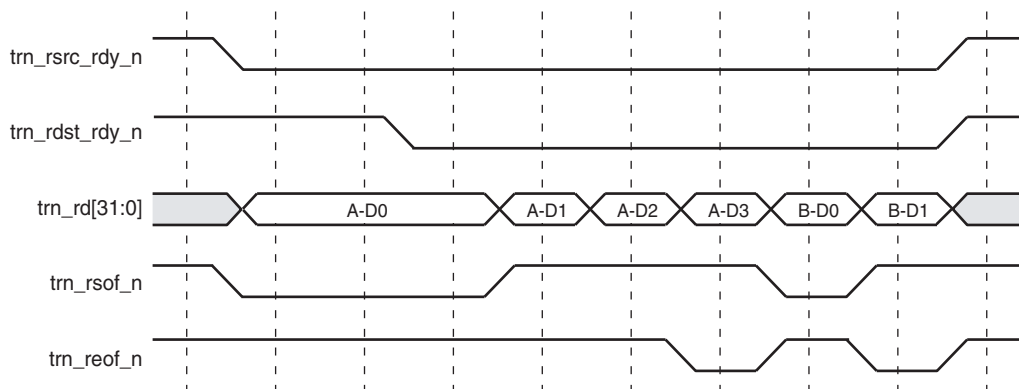 trn_rsrc_rdy_n
trn_rdst_rdy_n
trn_rd[31:0] A-D0 A-D1 A-D2 A-D3 B-D0 B-D1
trn_rsof_n
trn_reof_n